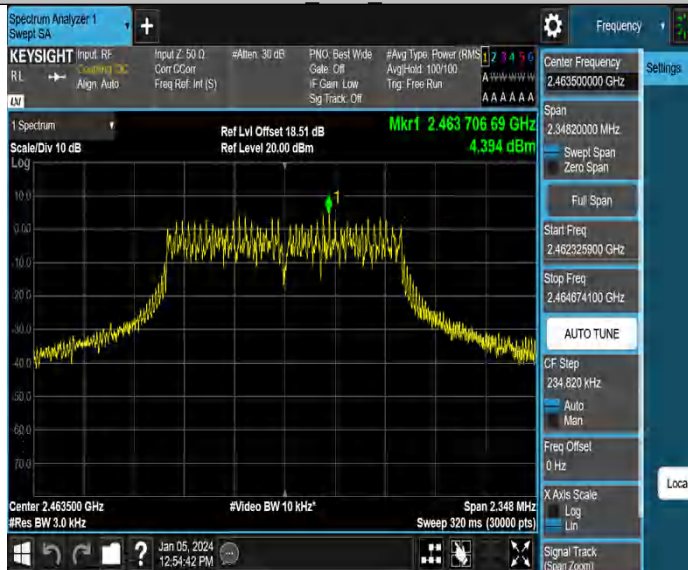 Spectrum Analyzer 1
Swept SA
+
Frequency
KEYSIGHT
RL
Input: RF
Coupling: DC
Align: Auto
Input Z: 50 Ω
Corr CCorr
Freq Ref: Int (S)
#Atten: 30 dB
PNO: Best Wide
Gate: Off
IF Gain: Low
Sig Track: Off
#Avg Type: Power (RMS
Avg|Hold: 100/100
Trig: Free Run
1 2 3 4 5 6
A W W W W W
A A A A A A
LXI
1 Spectrum
Scale/Div 10 dB
Log
Ref Lvl Offset 18.51 dB
Ref Level 20.00 dBm
Mkr1 2.463 706 69 GHz
4.394 dBm
1
10.0
0.00
-10.0
-20.0
-30.0
-40.0
-50.0
-60.0
-70.0
Center 2.463500 GHz
#Res BW 3.0 kHz
#Video BW 10 kHz*
Span 2.348 MHz
Sweep 320 ms (30000 pts)
Jan 05, 2024
12:54:42 PM
?
Center Frequency
2.463500000 GHz
Span
2.34820000 MHz
Swept Span
Zero Span
Full Span
Start Freq
2.462325900 GHz
Stop Freq
2.464674100 GHz
AUTO TUNE
CF Step
234.820 kHz
Auto
Man
Freq Offset
0 Hz
X Axis Scale
Log
Lin
Signal Track
(Span Zoom)
Settings
Loca